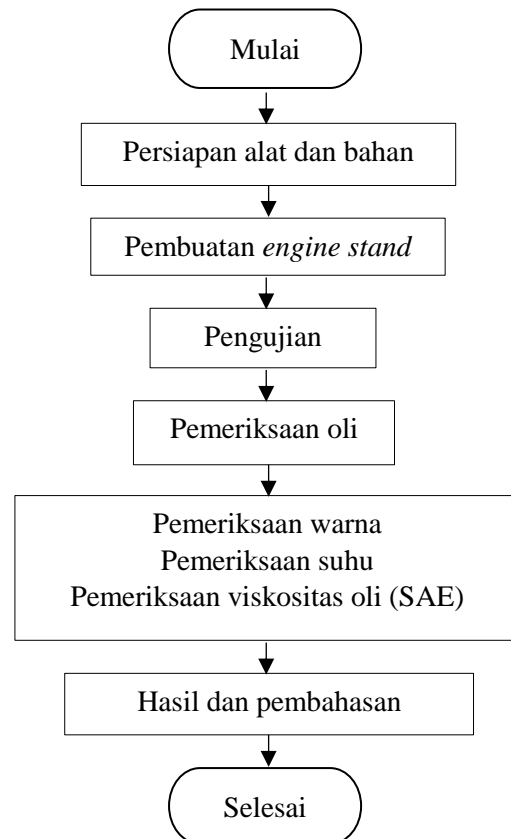 Mulai
Persiapan alat dan bahan
Pembuatan engine stand
Pengujian
Pemeriksaan oli
Pemeriksaan warna
Pemeriksaan suhu
Pemeriksaan viskositas oli (SAE)
Hasil dan pembahasan
Selesai